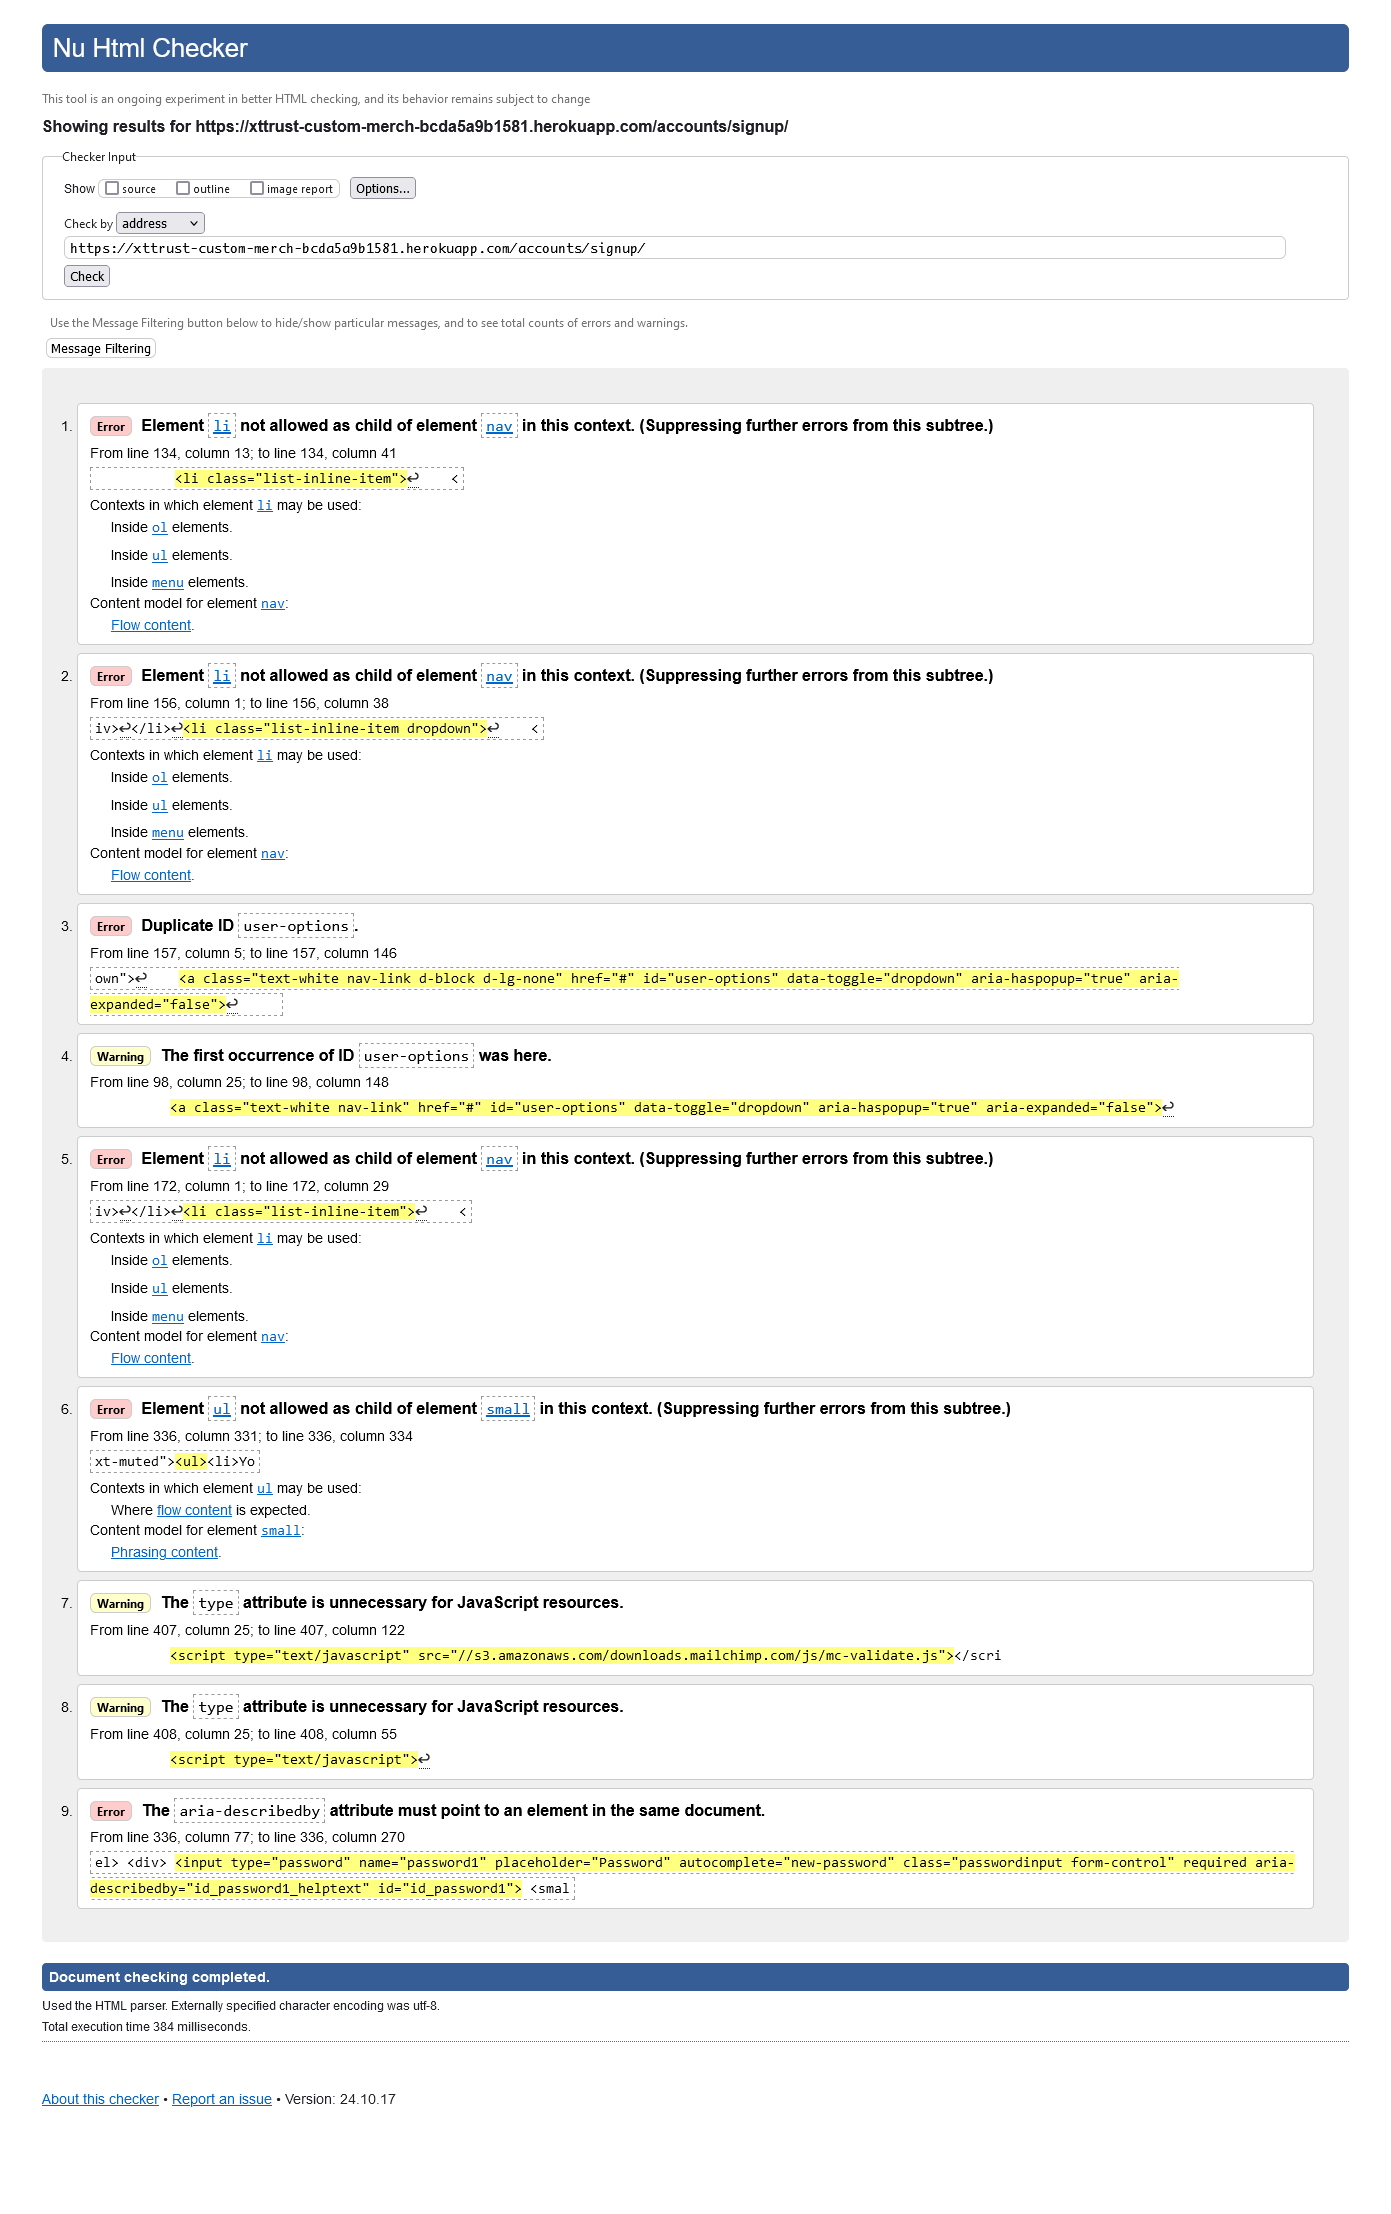 Nu Html Checker
This tool is an ongoing experiment in better HTML checking, and its behavior remains subject to change
Showing results for https://xttrust-custom-merch-bcda5a9b1581.herokuapp.com/accounts/signup/
Checker Input
Show source outline image report Options...
Check by address
https://xttrust-custom-merch-bcda5a9b1581.herokuapp.com/accounts/signup/
Check
Use the Message Filtering button below to hide/show particular messages, and to see total counts of errors and warnings.
Message Filtering
1. Error Element li not allowed as child of element nav in this context. (Suppressing further errors from this subtree.)
From line 134, column 13; to line 134, column 41
<li class="list-inline-item">↩ <
Contexts in which element li may be used:
Inside ol elements.
Inside ul elements.
Inside menu elements.
Content model for element nav:
Flow content.
2. Error Element li not allowed as child of element nav in this context. (Suppressing further errors from this subtree.)
From line 156, column 1; to line 156, column 38
iv>↩</li>↩<li class="list-inline-item dropdown">↩ <
Contexts in which element li may be used:
Inside ol elements.
Inside ul elements.
Inside menu elements.
Content model for element nav:
Flow content.
3. Error Duplicate ID user-options.
From line 157, column 5; to line 157, column 146
own">↩ <a class="text-white nav-link d-block d-lg-none" href="#" id="user-options" data-toggle="dropdown" aria-haspopup="true" aria-
expanded="false">↩
4. Warning The first occurrence of ID user-options was here.
From line 98, column 25; to line 98, column 148
<a class="text-white nav-link" href="#" id="user-options" data-toggle="dropdown" aria-haspopup="true" aria-expanded="false">↩
5. Error Element li not allowed as child of element nav in this context. (Suppressing further errors from this subtree.)
From line 172, column 1; to line 172, column 29
iv>↩</li>↩<li class="list-inline-item">↩ <
Contexts in which element li may be used:
Inside ol elements.
Inside ul elements.
Inside menu elements.
Content model for element nav:
Flow content.
6. Error Element ul not allowed as child of element small in this context. (Suppressing further errors from this subtree.)
From line 336, column 331; to line 336, column 334
xt-muted"><ul><li>Yo
Contexts in which element ul may be used:
Where flow content is expected.
Content model for element small:
Phrasing content.
7. Warning The type attribute is unnecessary for JavaScript resources.
From line 407, column 25; to line 407, column 122
<script type="text/javascript" src="//s3.amazonaws.com/downloads.mailchimp.com/js/mc-validate.js"></scri
8. Warning The type attribute is unnecessary for JavaScript resources.
From line 408, column 25; to line 408, column 55
<script type="text/javascript">↩
9. Error The aria-describedby attribute must point to an element in the same document.
From line 336, column 77; to line 336, column 270
el> <div> <input type="password" name="password1" placeholder="Password" autocomplete="new-password" class="passwordinput form-control" required aria-
describedby="id_password1_helptext" id="id_password1"> <smal
Document checking completed.
Used the HTML parser. Externally specified character encoding was utf-8.
Total execution time 384 milliseconds.
About this checker • Report an issue • Version: 24.10.17